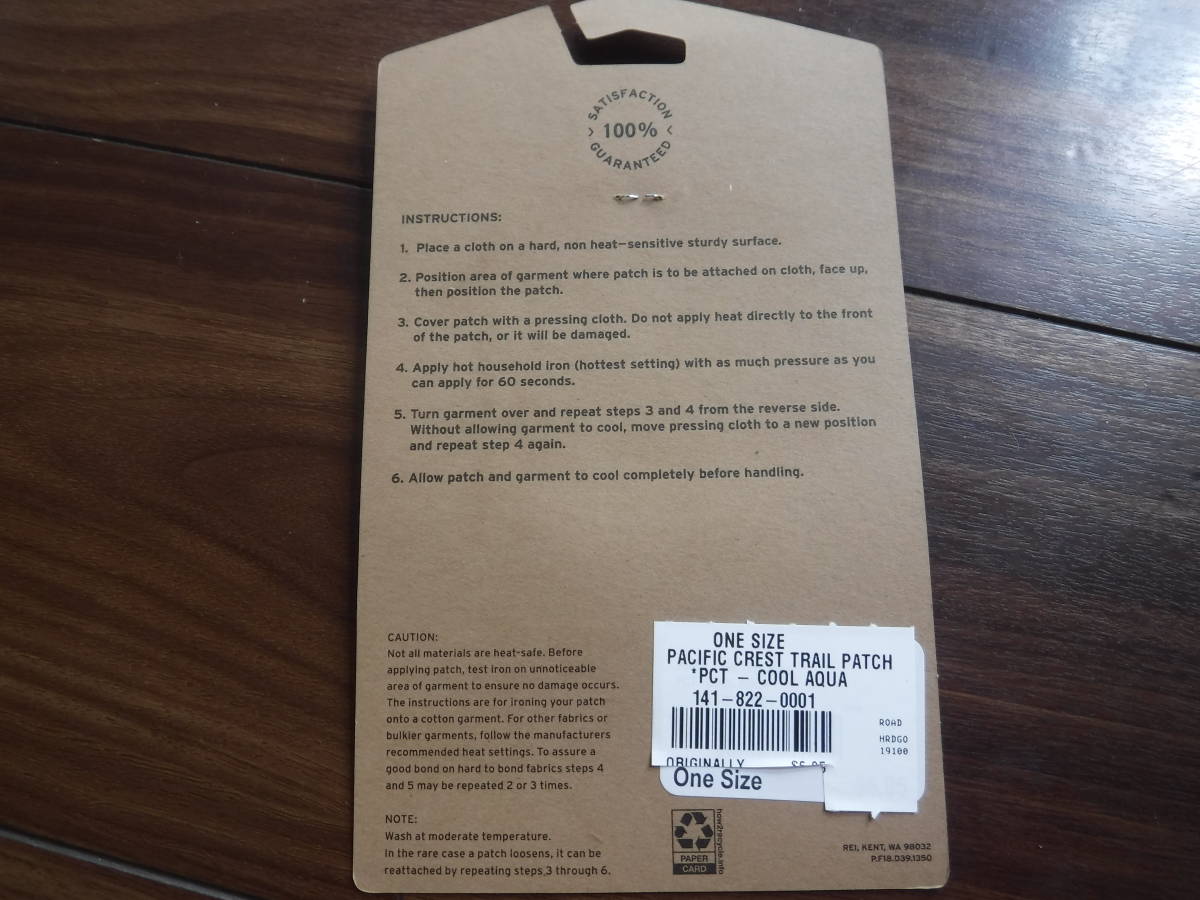 SATISFACTION
100%
GUARANTEED
INSTRUCTIONS:
1. Place a cloth on a hard, non heat-sensitive sturdy surface.
2. Position area of garment where patch is to be attached on cloth, face up,
then position the patch.
3. Cover patch with a pressing cloth. Do not apply heat directly to the front
of the patch, or it will be damaged.
4. Apply hot household iron (hottest setting) with as much pressure as you
can apply for 60 seconds.
5. Turn garment over and repeat steps 3 and 4 from the reverse side.
Without allowing garment to cool, move pressing cloth to a new position
and repeat step 4 again.
6. Allow patch and garment to cool completely before handling.
CAUTION:
Not all materials are heat-safe. Before
applying patch, test iron on unnoticeable
area of garment to ensure no damage occurs.
The instructions are for ironing your patch
onto a cotton garment. For other fabrics or
bulkier garments, follow the manufacturers
recommended heat settings. To assure a
good bond on hard to bond fabrics steps 4
and 5 may be repeated 2 or 3 times.
NOTE:
Wash at moderate temperature.
In the rare case a patch loosens, it can be
reattached by repeating steps 3 through 6.
ONE SIZE
PACIFIC CREST TRAIL PATCH
*PCT - COOL AQUA
141-822-0001
ROAD
HRDGO
19100
ORIGINALLY
One Size
how2recycle.info
PAPER
CARD
REI, KENT, WA 98032
P.F18.039.1350